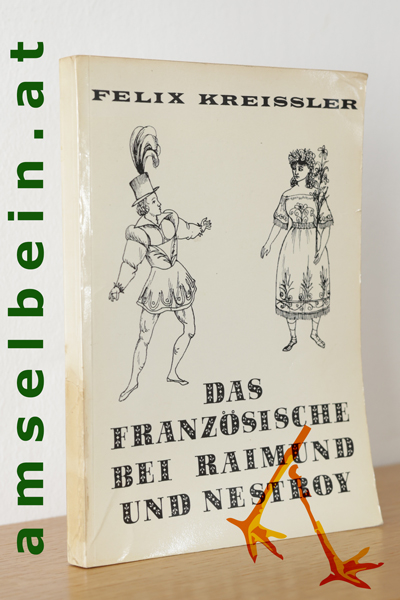 amselbein.at
FELIX KREISSLER
DAS
FRANZÖSISCHE
BEI RAIMUND
UND NESTROY